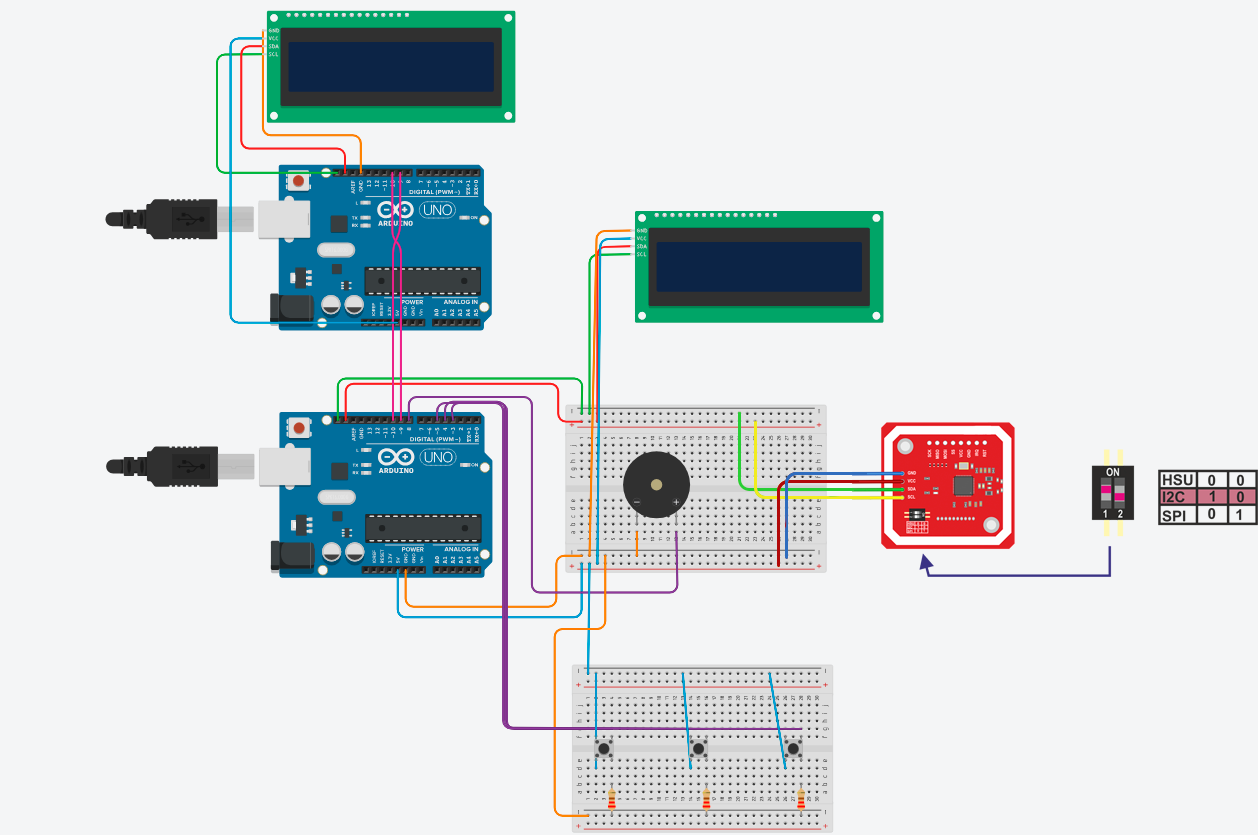 GND
VCC
SDA
SCL
AREF
GND
13
12
~11
8
7
~6
~5
4
~3
2
TX→1
RX←0
DIGITAL (PWM~)
L
TX
RX
ARDUINO
UNO
ON
POWER
ANALOG IN
IOREF
RESET
3.3V
5V
GND
GND
Vin
A0
A1
A2
A3
A4
A5
GND
VCC
SDA
SCL
AREF
GND
13
12
~11
~10
~9
8
7
~6
~5
4
~3
2
TX→1
RX←0
DIGITAL (PWM~)
L
TX
RX
ARDUINO
UNO
ON
POWER
ANALOG IN
IOREF
RESET
3.3V
5V
GND
GND
Vin
A0
A1
A2
A3
A4
A5
GND
VCC
SDA
SCL
ON
1 2
HSU 0 0
I2C 1 0
SPI 0 1